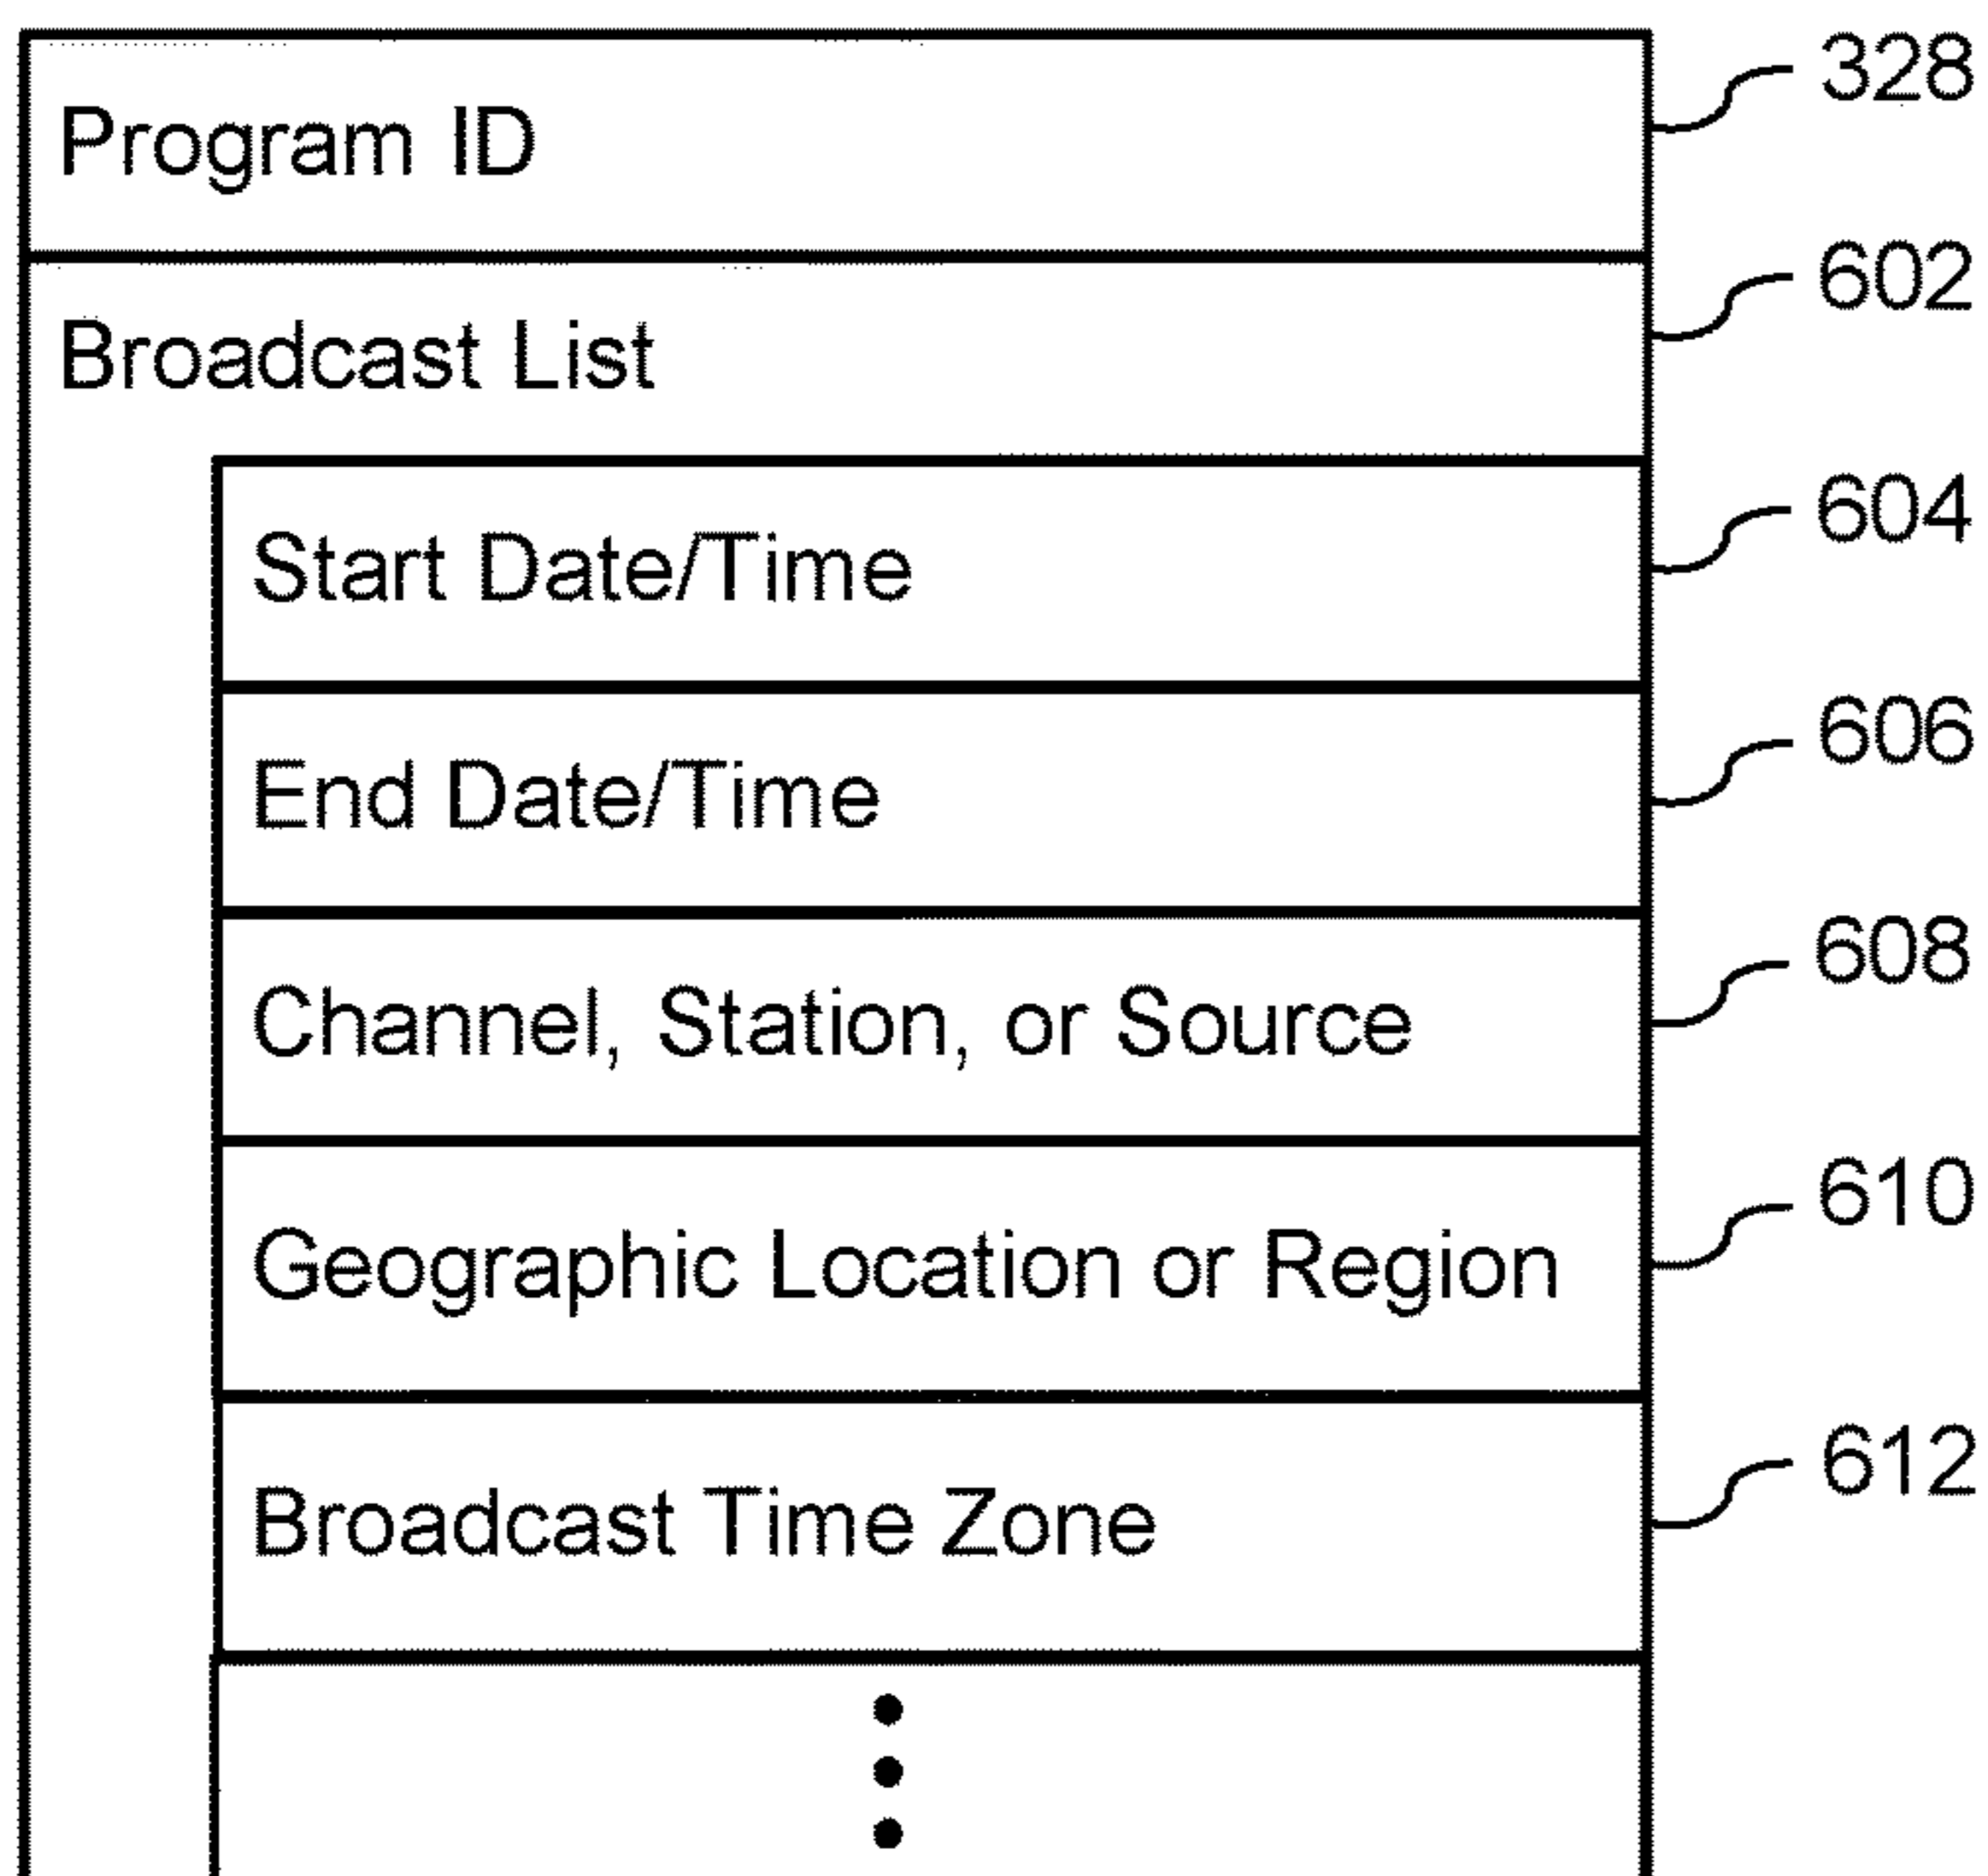 Program ID 328
Broadcast List 602
Start Date/Time 604
End Date/Time 606
Channel, Station, or Source 608
Geographic Location or Region 610
Broadcast Time Zone 612